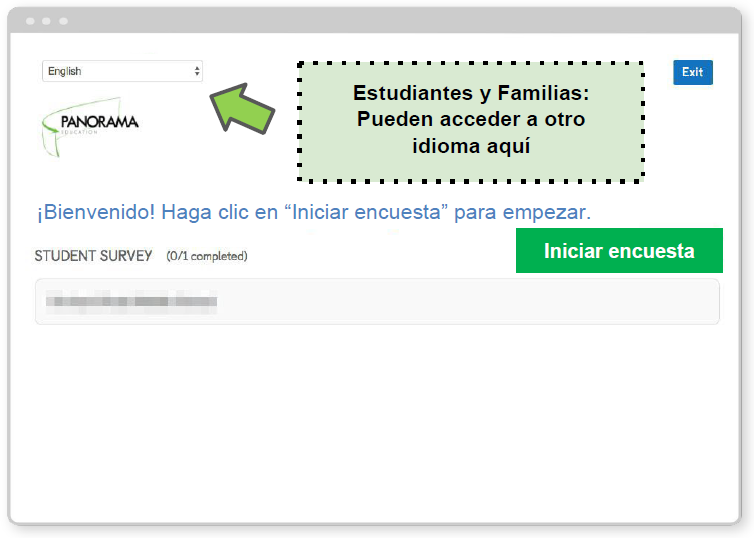 English
Exit
Estudiantes y Familias:
Pueden acceder a otro
idioma aquí
PANORAMA
EDUCATION
¡Bienvenido! Haga clic en “Iniciar encuesta” para empezar.
STUDENT SURVEY (0/1 completed)
Iniciar encuesta